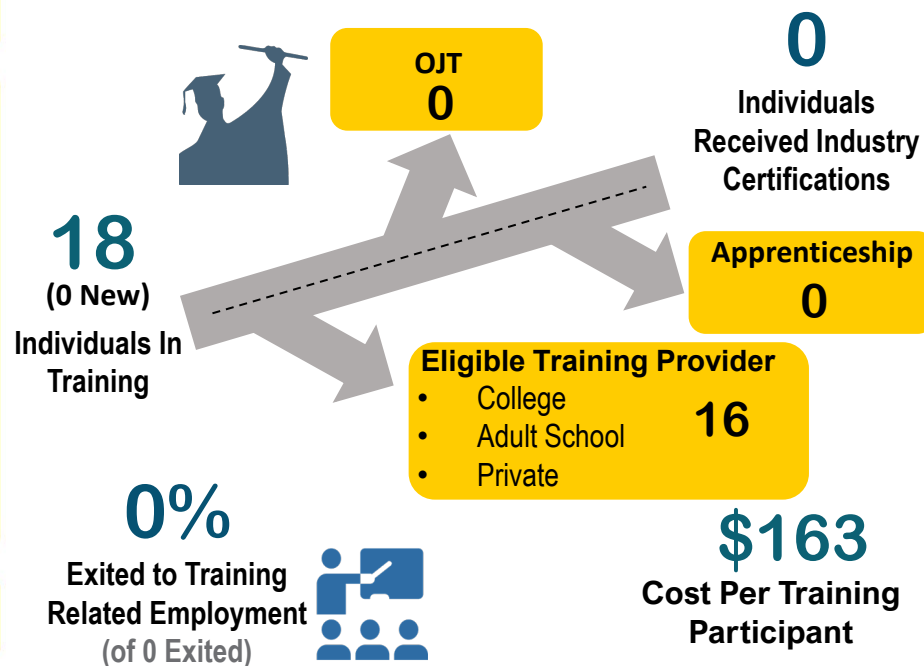 OJT
0
0
Individuals
Received Industry
Certifications
18
(0 New)
Individuals In
Training
Apprenticeship
0
Eligible Training Provider
• College
• Adult School
• Private
16
0%
Exited to Training
Related Employment
(of 0 Exited)
$163
Cost Per Training
Participant